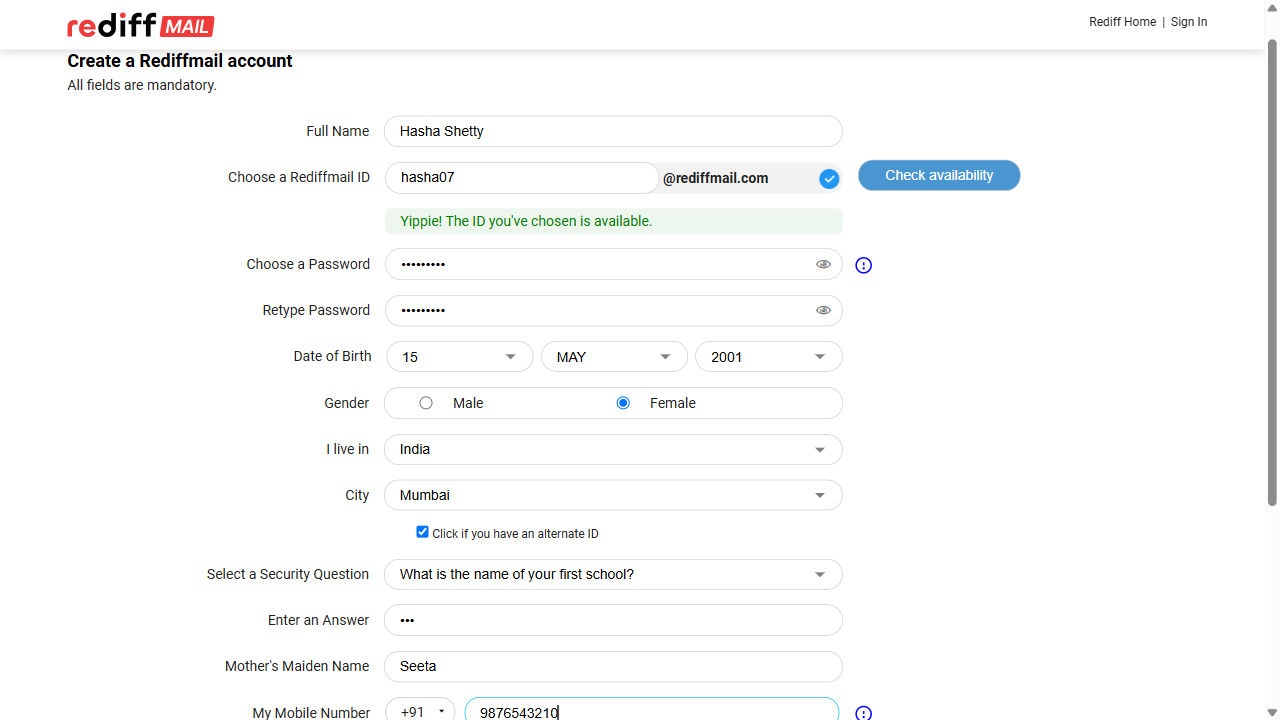 rediff MAIL
Rediff Home | Sign In
Create a Rediffmail account
All fields are mandatory.
Full Name Hasha Shetty
Choose a Rediffmail ID hasha07 @rediffmail.com Check availability
Yippie! The ID you've chosen is available.
Choose a Password •••••••••
Retype Password •••••••••
Date of Birth 15 MAY 2001
Gender Male Female
I live in India
City Mumbai
Click if you have an alternate ID
Select a Security Question What is the name of your first school?
Enter an Answer •••
Mother's Maiden Name Seeta
My Mobile Number +91 9876543210